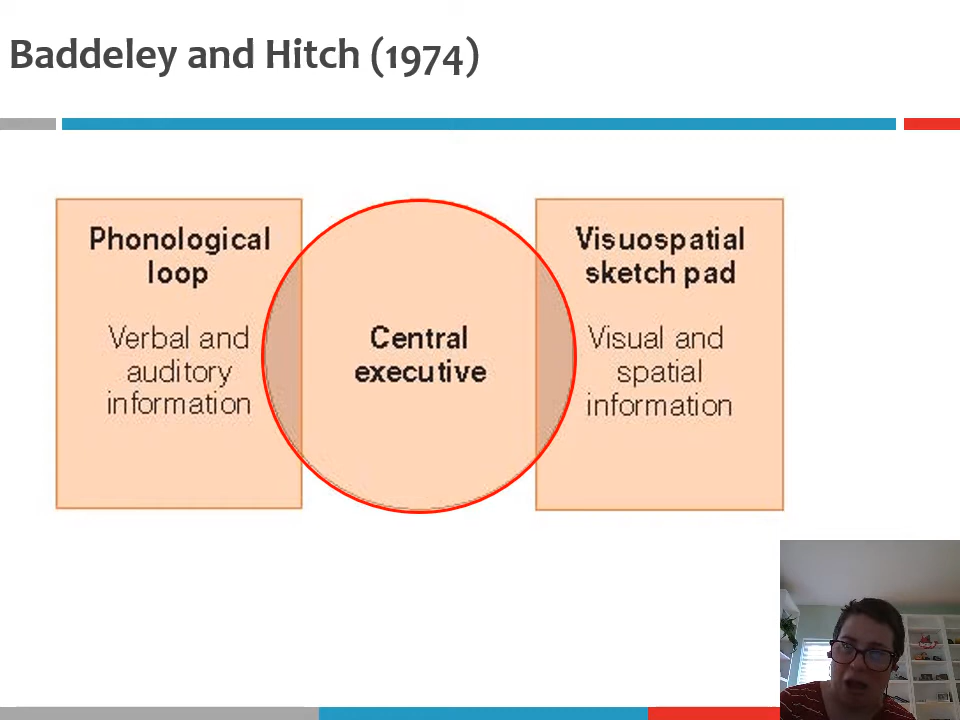 Baddeley and Hitch (1974)
Phonological
loop
Verbal and
auditory
information
Central
executive
Visuospatial
sketch pad
Visual and
spatial
information